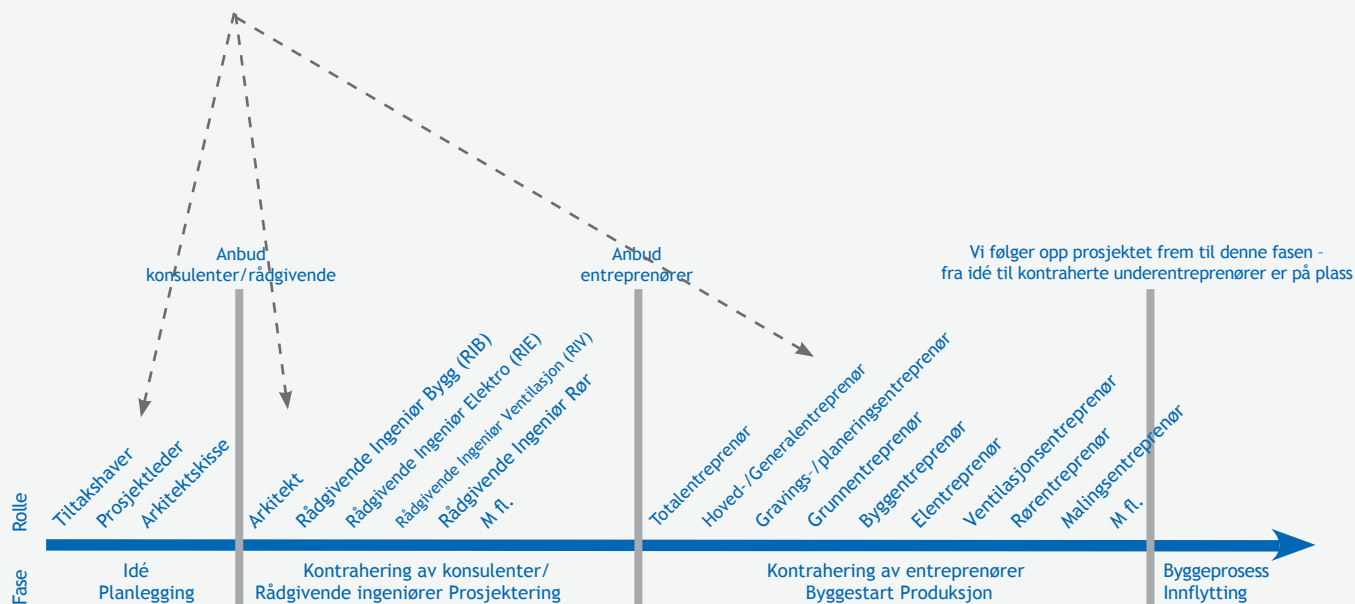 Anbud
konsulenter/rådgivende
Anbud
entreprenører
Vi følger opp prosjektet frem til denne fasen –
fra idé til kontraherte underentreprenører er på plass
Rolle
Tiltakshaver
Prosjektleder
Arkitektskisse
Arkitekt
Rådgivende Ingeniør Bygg (RIB)
Rådgivende Ingeniør Elektro (RIE)
Rådgivende Ingeniør Ventilasjon (RIV)
Rådgivende Ingeniør Rør
M fl.
Totalentreprenør
Hoved-/Generalentreprenør
Gravings-/planeringsentreprenør
Grunnentreprenør
Byggentreprenør
Elentreprenør
Ventilasjonsentreprenør
Rørentreprenør
Malingsentreprenør
M fl.
Fase
Idé
Planlegging
Kontrahering av konsulenter/
Rådgivende ingeniører Prosjektering
Kontrahering av entreprenører
Byggestart Produksjon
Byggeprosess
Innflytting